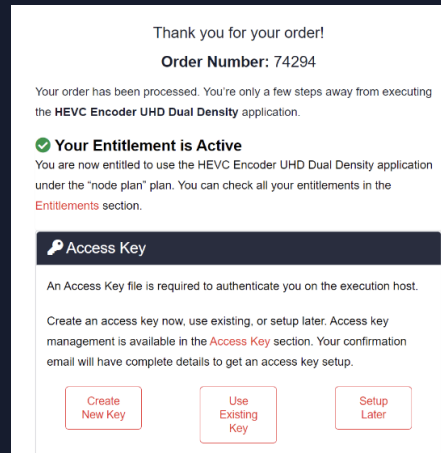 Thank you for your order!
Order Number: 74294
Your order has been processed. You're only a few steps away from executing
the HEVC Encoder UHD Dual Density application.
Your Entitlement is Active
You are now entitled to use the HEVC Encoder UHD Dual Density application
under the "node plan" plan. You can check all your entitlements in the
Entitlements section.
Access Key
An Access Key file is required to authenticate you on the execution host.
Create an access key now, use existing, or setup later. Access key
management is available in the Access Key section. Your confirmation
email will have complete details to get an access key setup.
Create
New Key
Use
Existing
Key
Setup
Later